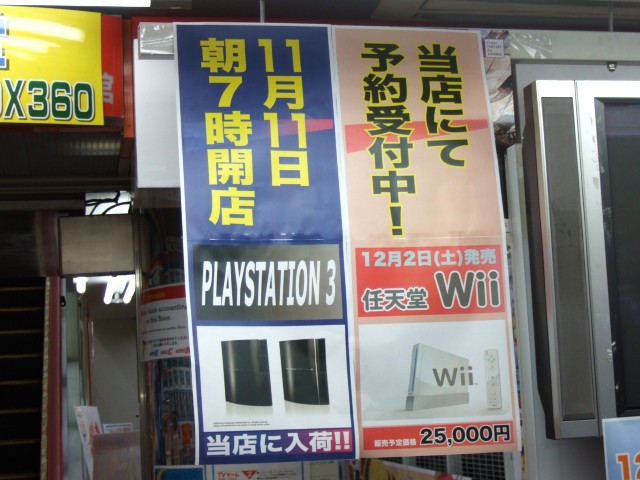 X360
11月11日
朝7時開店
PLAYSTATION 3
当店に入荷!!
当店にて
予約受付中!
12月2日(土)発売
任天堂 Wii
Wii
販売予定価格 25,000円